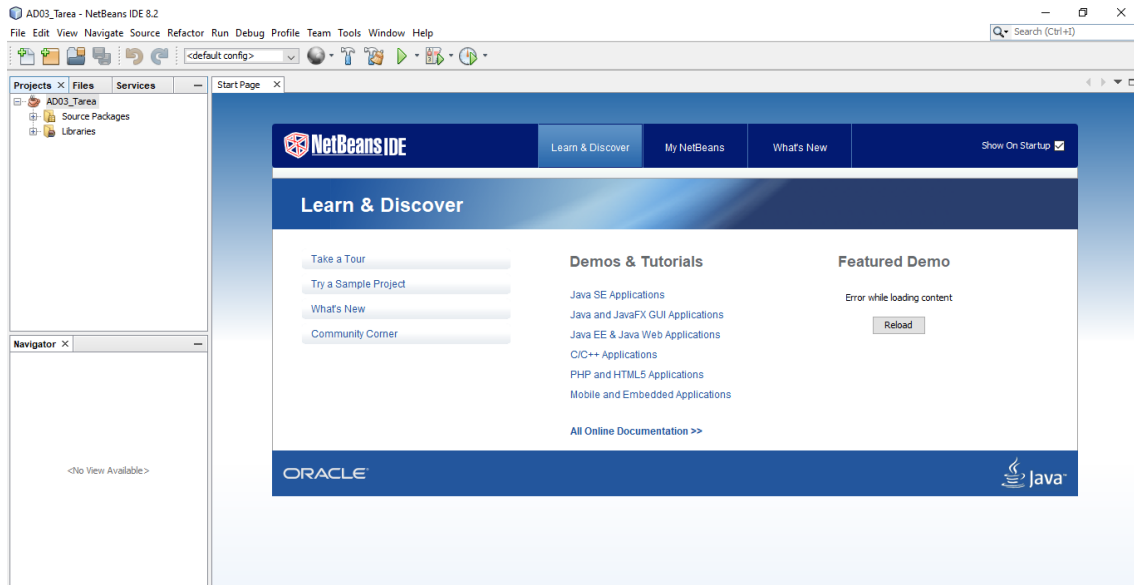 AD03_Tarea - NetBeans IDE 8.2
File Edit View Navigate Source Refactor Run Debug Profile Team Tools Window Help
Search (Ctrl+I)
<default config>
Projects Files Services
Start Page
AD03_Tarea
Source Packages
Libraries
NetBeans IDE
Learn & Discover My NetBeans What's New
Show On Startup
Learn & Discover
Take a Tour
Try a Sample Project
What's New
Community Corner
Demos & Tutorials
Java SE Applications
Java and JavaFX GUI Applications
Java EE & Java Web Applications
C/C++ Applications
PHP and HTML5 Applications
Mobile and Embedded Applications
All Online Documentation >>
Featured Demo
Error while loading content
Reload
Navigator
<No View Available>
ORACLE
Java